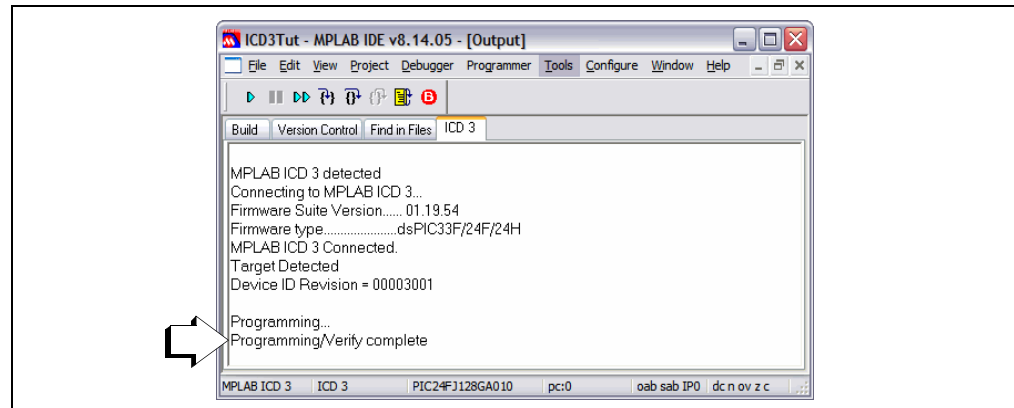 ICD3Tut - MPLAB IDE v8.14.05 - [Output]
File Edit View Project Debugger Programmer Tools Configure Window Help
Build Version Control Find in Files ICD 3
MPLAB ICD 3 detected
Connecting to MPLAB ICD 3...
Firmware Suite Version...... 01.19.54
Firmware type......................dsPIC33F/24F/24H
MPLAB ICD 3 Connected.
Target Detected
Device ID Revision = 00003001
Programming...
Programming/Verify complete
MPLAB ICD 3 ICD 3 PIC24FJ128GA010 pc:0 oab sab IP0 dc n ov z c